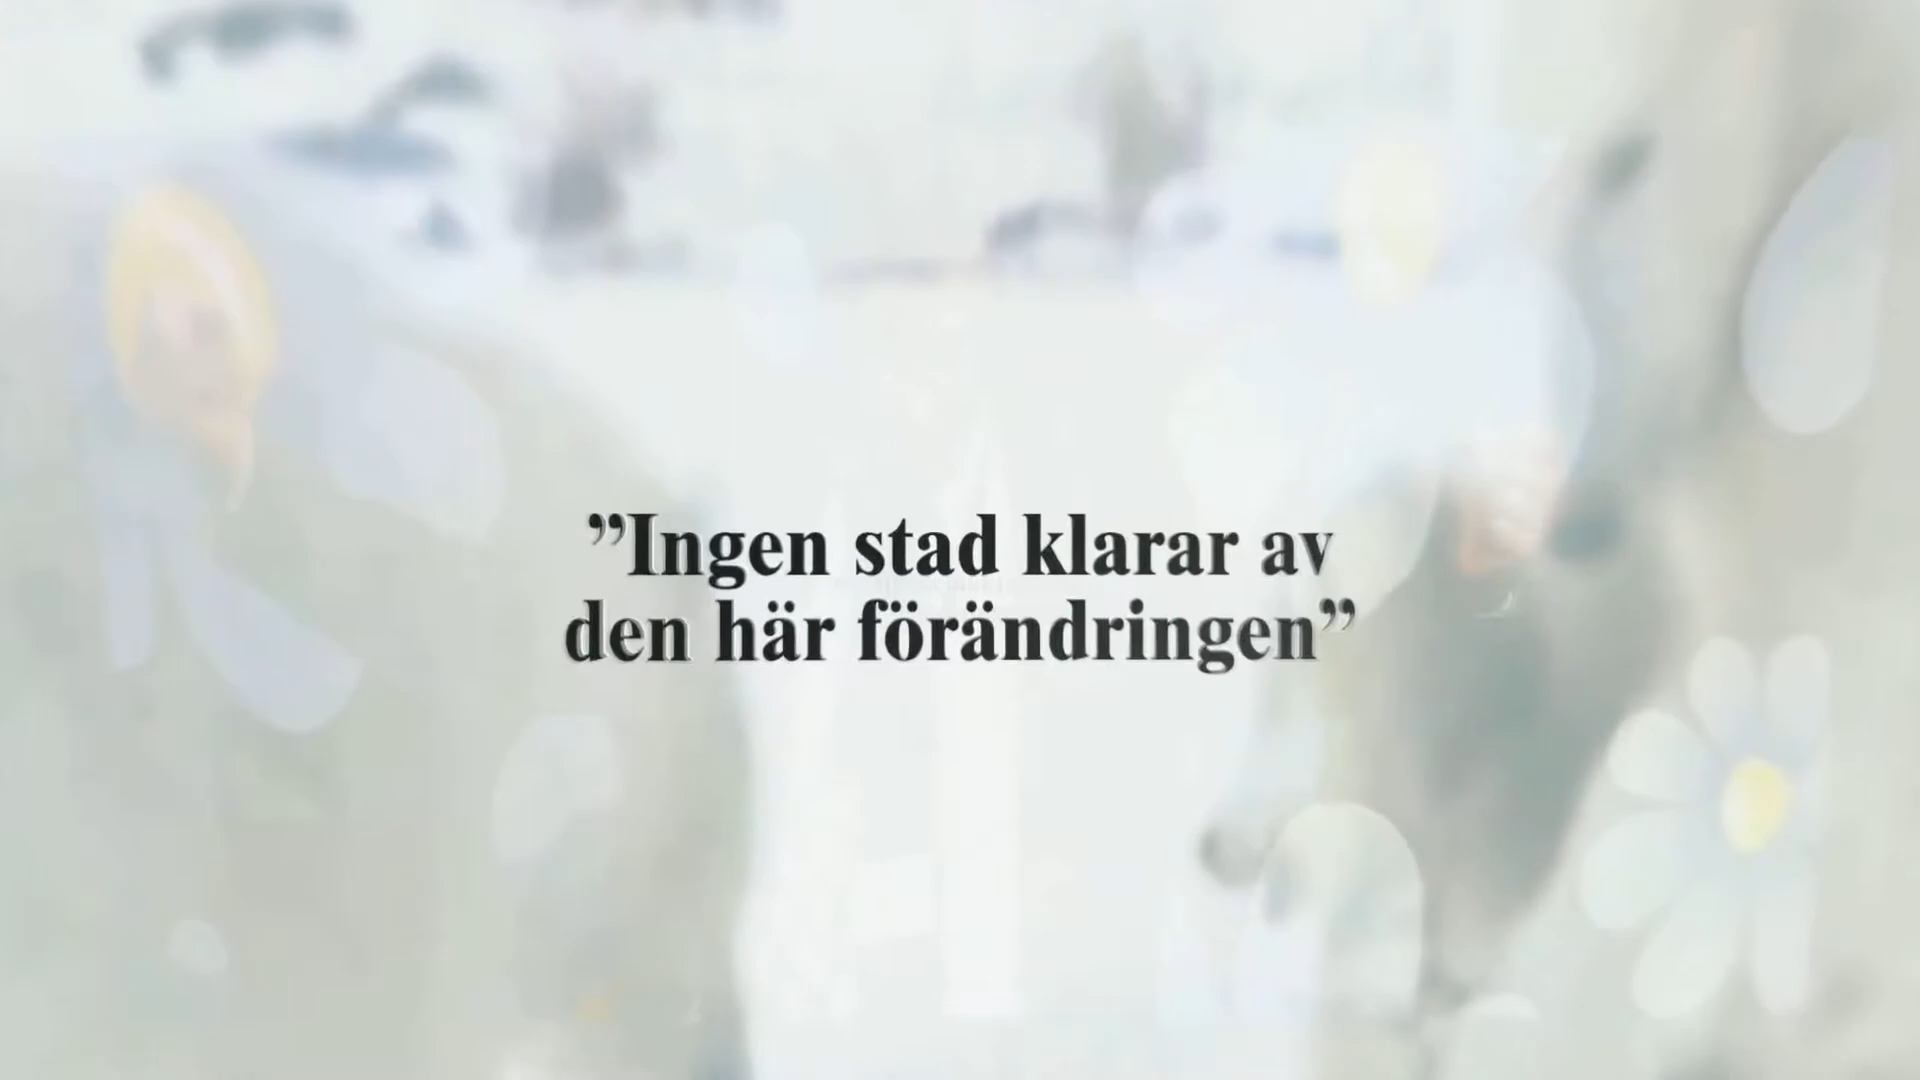 ”Ingen stad klarar av
den här förändringen”